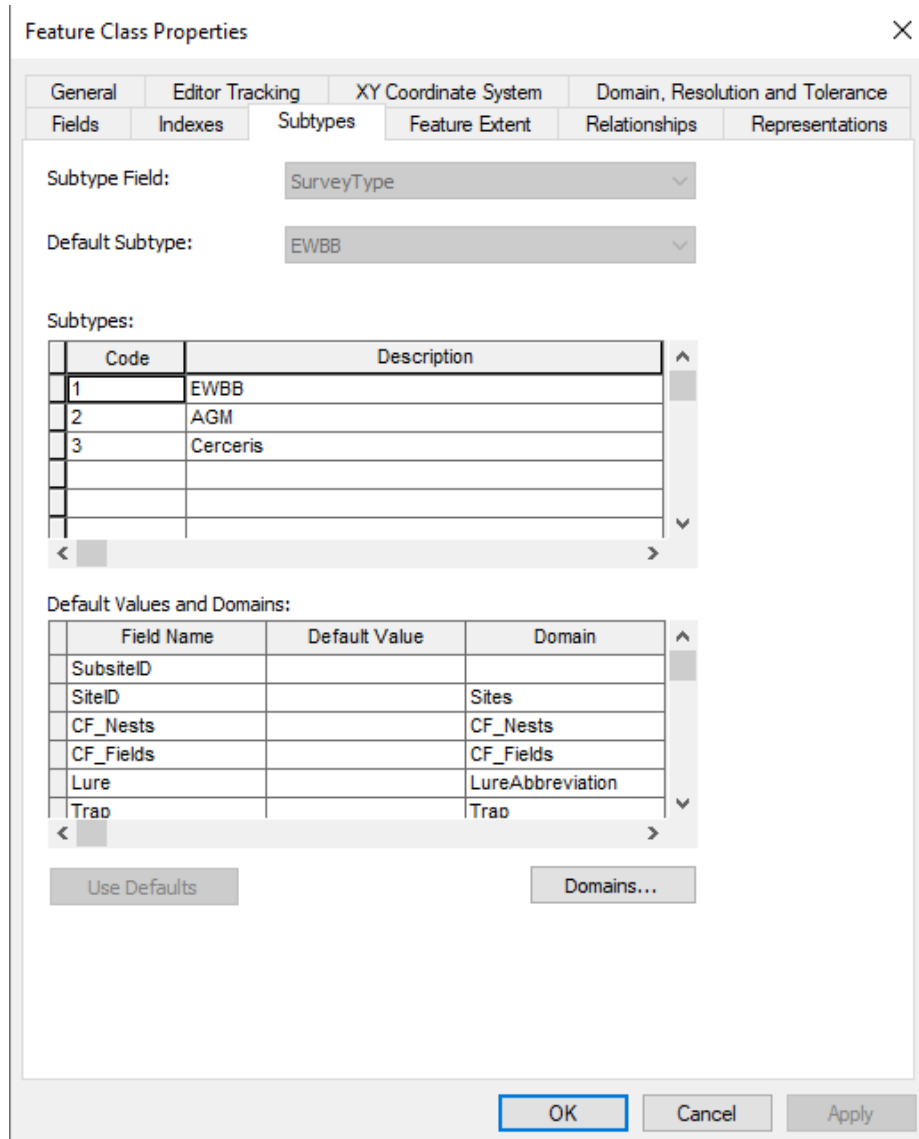 Feature Class Properties
General Editor Tracking XY Coordinate System Domain, Resolution and Tolerance
Fields Indexes Subtypes Feature Extent Relationships Representations
Subtype Field: SurveyType
Default Subtype: EWBB
Subtypes:
Code Description
1 EWBB
2 AGM
3 Cerceris
Default Values and Domains:
Field Name Default Value Domain
SubsiteID
SiteID Sites
CF_Nests CF_Nests
CF_Fields CF_Fields
Lure LureAbbreviation
Trap Trap
Use Defaults Domains...
OK Cancel Apply